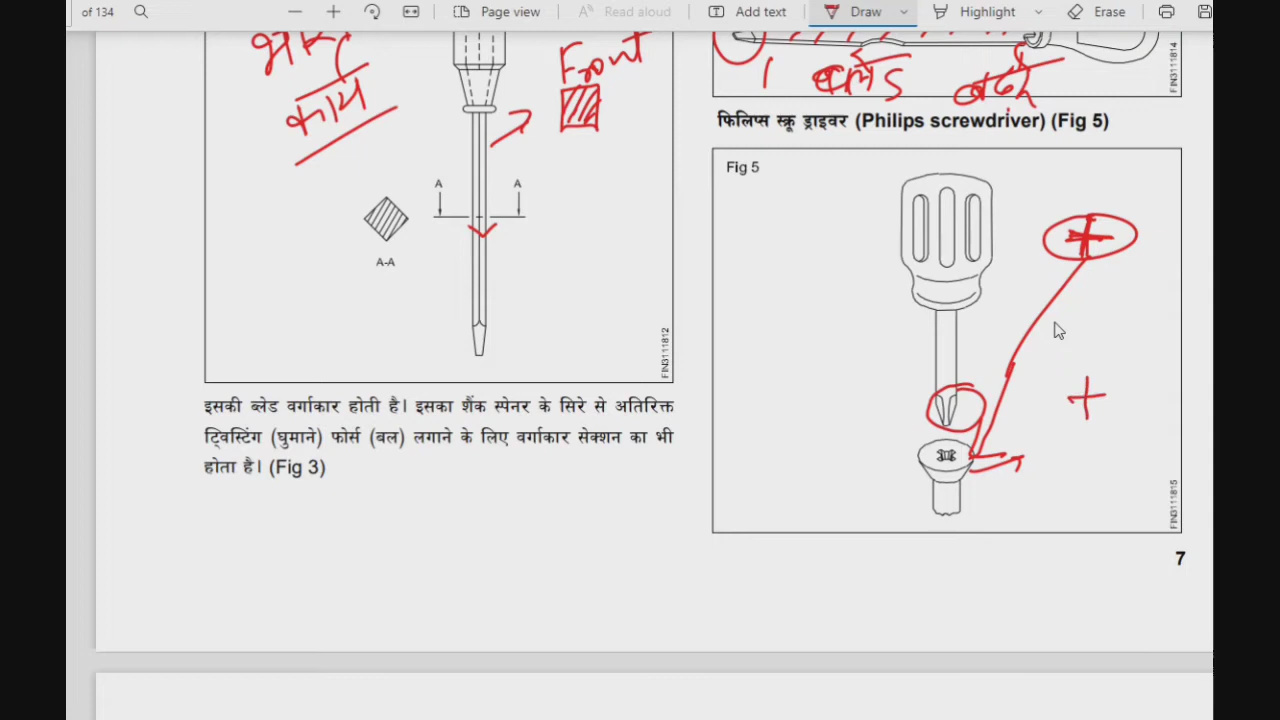 of 134
Page view
Read aloud
Add text
Draw
Highlight
Erase
Front
कार्य
A A
A-A
FIN3111812
इसकी ब्लेड वर्गाकार होती है। इसका शैंक स्पेनर के सिरे से अतिरिक्त
ट्विस्टिंग (घुमाने) फोर्स (बल) लगाने के लिए वर्गाकार सेक्शन का भी
होता है। (Fig 3)
FIN3111814
फिलिप्स स्क्रू ड्राइवर (Philips screwdriver) (Fig 5)
Fig 5
+
+
FIN3111815
7